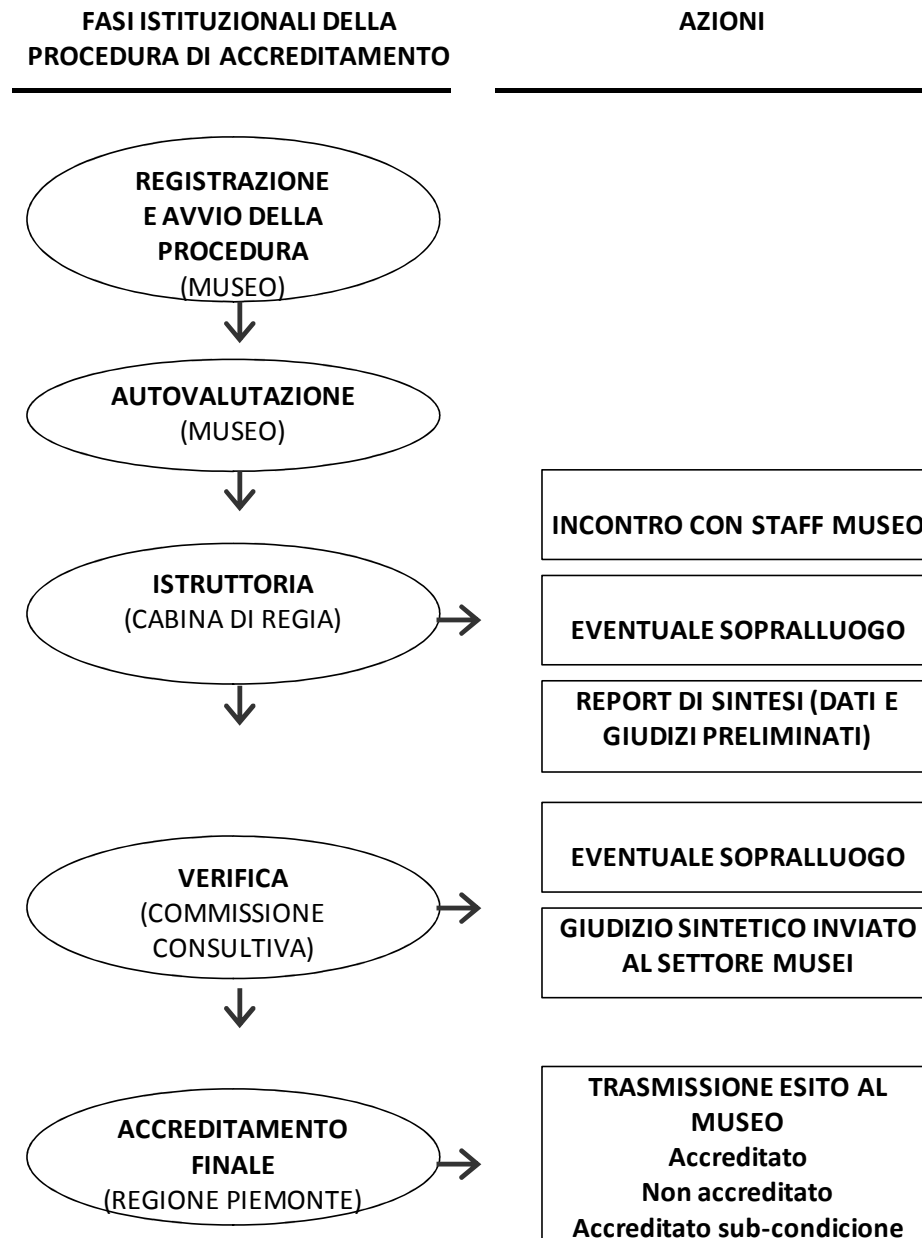 FASI ISTITUZIONALI DELLA
PROCEDURA DI ACCREDITAMENTO
AZIONI
REGISTRAZIONE
E AVVIO DELLA
PROCEDURA
(MUSEO)
AUTOVALUTAZIONE
(MUSEO)
INCONTRO CON STAFF MUSEO
ISTRUTTORIA
(CABINA DI REGIA)
EVENTUALE SOPRALLUOGO
REPORT DI SINTESI (DATI E
GIUDIZI PRELIMINATI)
VERIFICA
(COMMISSIONE
CONSULTIVA)
EVENTUALE SOPRALLUOGO
GIUDIZIO SINTETICO INVIATO
AL SETTORE MUSEI
ACCREDITAMENTO
FINALE
(REGIONE PIEMONTE)
TRASMISSIONE ESITO AL
MUSEO
Accreditato
Non accreditato
Accreditato sub-condicione